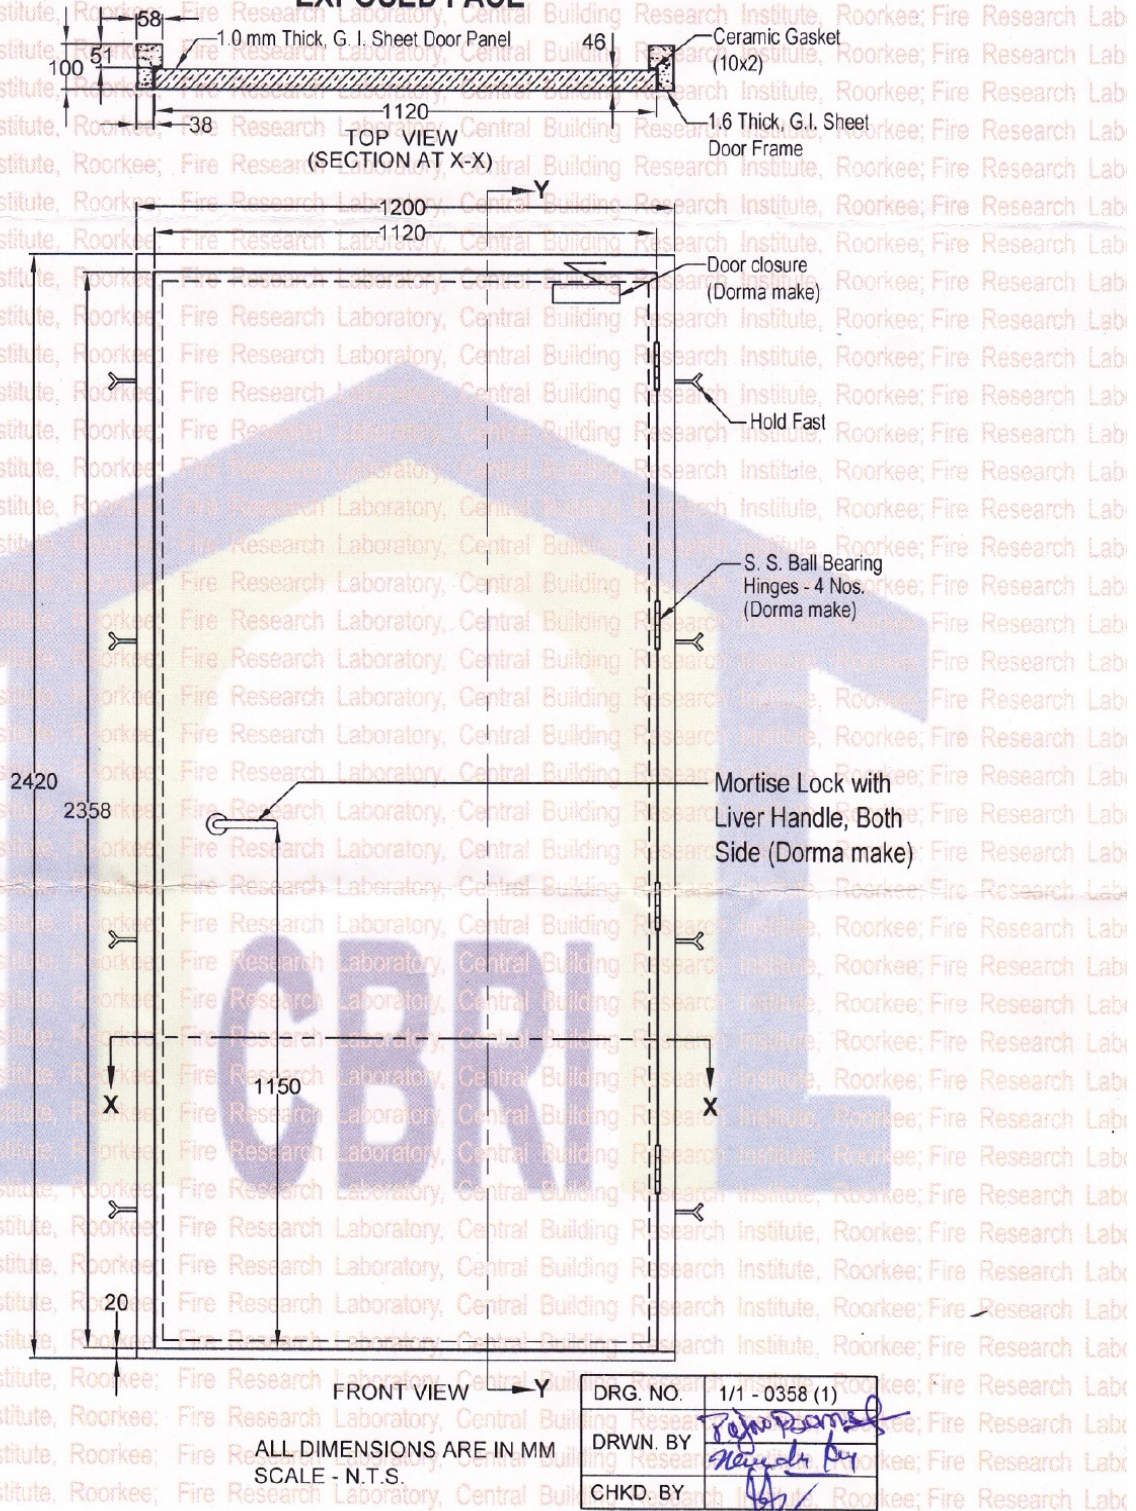 EXPOSED FACE
58
1.0 mm Thick, G. I. Sheet Door Panel
46
Ceramic Gasket
(10x2)
51
100
1120
38
1.6 Thick, G.I. Sheet
Door Frame
TOP VIEW
(SECTION AT X-X)
Y
1200
1120
Door closure
(Dorma make)
Hold Fast
S. S. Ball Bearing
Hinges - 4 Nos.
(Dorma make)
2420
2358
Mortise Lock with
Liver Handle, Both
Side (Dorma make)
CBRI
1150
X
X
20
FRONT VIEW
Y
ALL DIMENSIONS ARE IN MM
SCALE - N.T.S.
DRG. NO. 1/1 - 0358 (1)
DRWN. BY
CHKD. BY
Fire Research Laboratory, Central Building Research Institute, Roorkee;